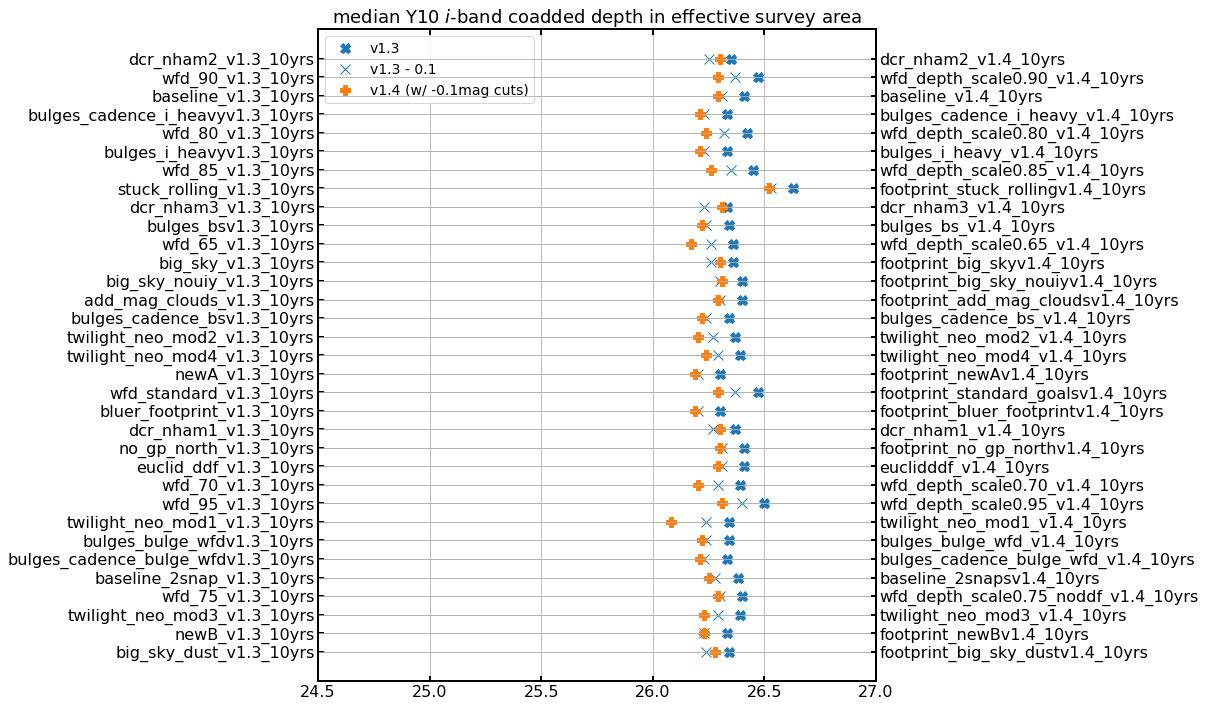 median Y10 i-band coadded depth in effective survey area
v1.3
v1.3 - 0.1
v1.4 (w/ -0.1mag cuts)
dcr_nham2_v1.3_10yrs dcr_nham2_v1.4_10yrs
wfd_90_v1.3_10yrs wfd_depth_scale0.90_v1.4_10yrs
baseline_v1.3_10yrs baseline_v1.4_10yrs
bulges_cadence_i_heavyv1.3_10yrs bulges_cadence_i_heavy_v1.4_10yrs
wfd_80_v1.3_10yrs wfd_depth_scale0.80_v1.4_10yrs
bulges_i_heavyv1.3_10yrs bulges_i_heavy_v1.4_10yrs
wfd_85_v1.3_10yrs wfd_depth_scale0.85_v1.4_10yrs
stuck_rolling_v1.3_10yrs footprint_stuck_rollingv1.4_10yrs
dcr_nham3_v1.3_10yrs dcr_nham3_v1.4_10yrs
bulges_bsv1.3_10yrs bulges_bs_v1.4_10yrs
wfd_65_v1.3_10yrs wfd_depth_scale0.65_v1.4_10yrs
big_sky_v1.3_10yrs footprint_big_skyv1.4_10yrs
big_sky_nouiy_v1.3_10yrs footprint_big_sky_nouiyv1.4_10yrs
add_mag_clouds_v1.3_10yrs footprint_add_mag_cloudsv1.4_10yrs
bulges_cadence_bsv1.3_10yrs bulges_cadence_bs_v1.4_10yrs
twilight_neo_mod2_v1.3_10yrs twilight_neo_mod2_v1.4_10yrs
twilight_neo_mod4_v1.3_10yrs twilight_neo_mod4_v1.4_10yrs
newA_v1.3_10yrs footprint_newAv1.4_10yrs
wfd_standard_v1.3_10yrs footprint_standard_goalsv1.4_10yrs
bluer_footprint_v1.3_10yrs footprint_bluer_footprintv1.4_10yrs
dcr_nham1_v1.3_10yrs dcr_nham1_v1.4_10yrs
no_gp_north_v1.3_10yrs footprint_no_gp_northv1.4_10yrs
euclid_ddf_v1.3_10yrs euclidddf_v1.4_10yrs
wfd_70_v1.3_10yrs wfd_depth_scale0.70_v1.4_10yrs
wfd_95_v1.3_10yrs wfd_depth_scale0.95_v1.4_10yrs
twilight_neo_mod1_v1.3_10yrs twilight_neo_mod1_v1.4_10yrs
bulges_bulge_wfdv1.3_10yrs bulges_bulge_wfd_v1.4_10yrs
bulges_cadence_bulge_wfdv1.3_10yrs bulges_cadence_bulge_wfd_v1.4_10yrs
baseline_2snap_v1.3_10yrs baseline_2snapsv1.4_10yrs
wfd_75_v1.3_10yrs wfd_depth_scale0.75_noddf_v1.4_10yrs
twilight_neo_mod3_v1.3_10yrs twilight_neo_mod3_v1.4_10yrs
newB_v1.3_10yrs footprint_newBv1.4_10yrs
big_sky_dust_v1.3_10yrs footprint_big_sky_dustv1.4_10yrs
24.5 25.0 25.5 26.0 26.5 27.0